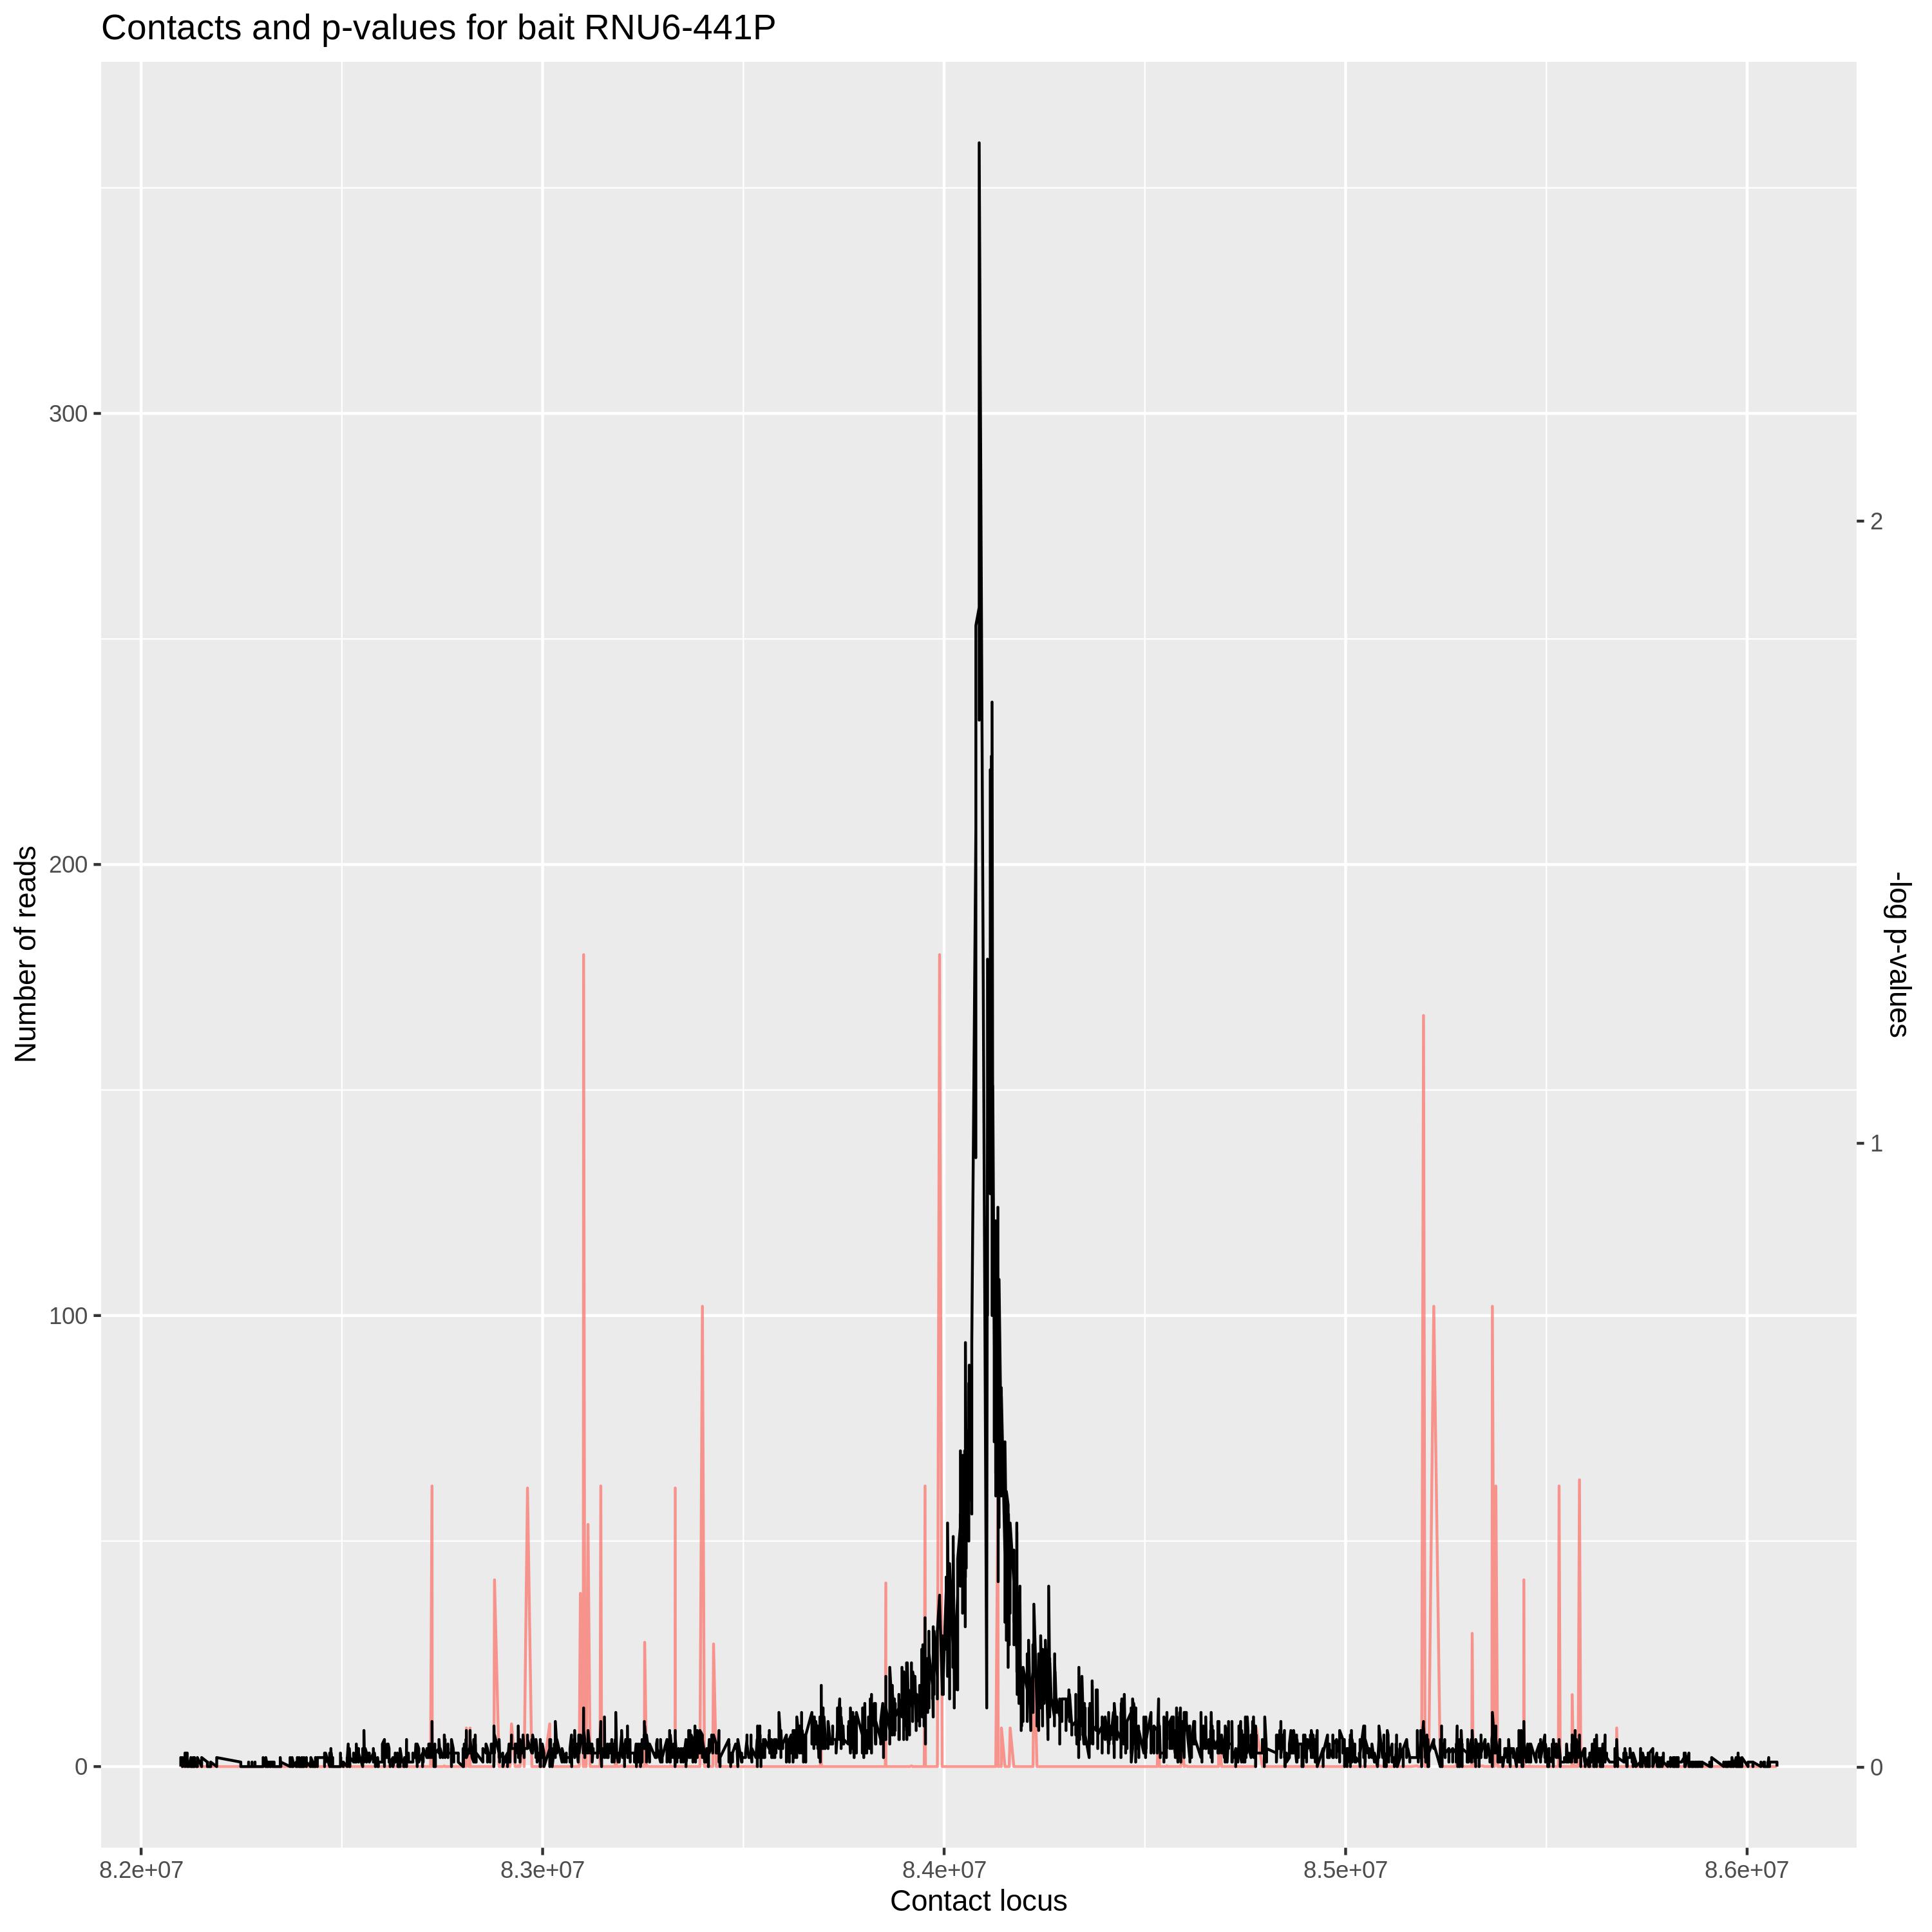 Contacts and p-values for bait RNU6-441P
300
200
100
0
Number of reads
2
1
0
-log p-values
8.2e+07
8.3e+07
8.4e+07
8.5e+07
8.6e+07
Contact locus